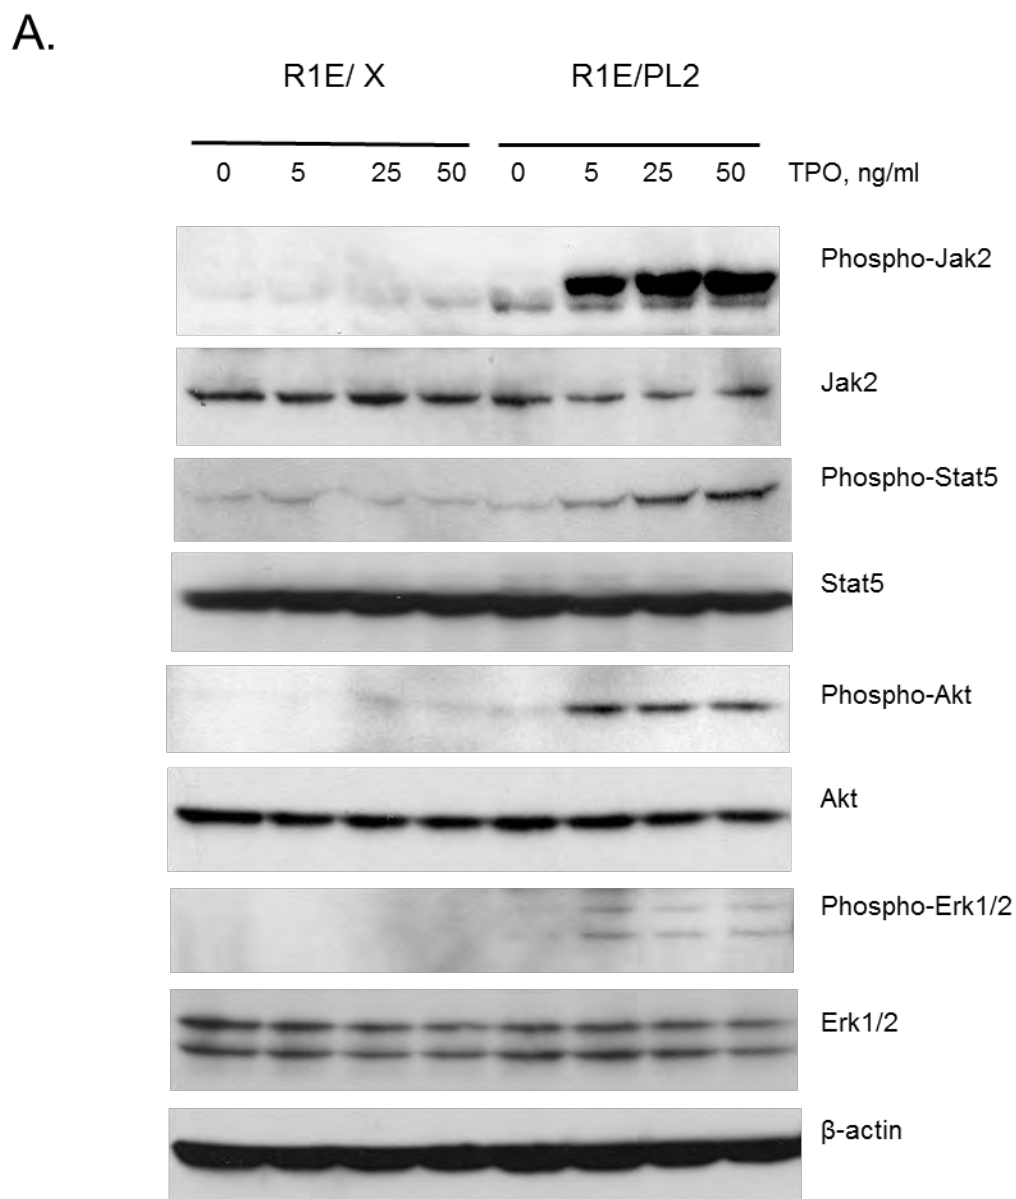 A.
R1E/ X R1E/PL2
0 5 25 50 0 5 25 50 TPO, ng/ml
Phospho-Jak2
Jak2
Phospho-Stat5
Stat5
Phospho-Akt
Akt
Phospho-Erk1/2
Erk1/2
β-actin